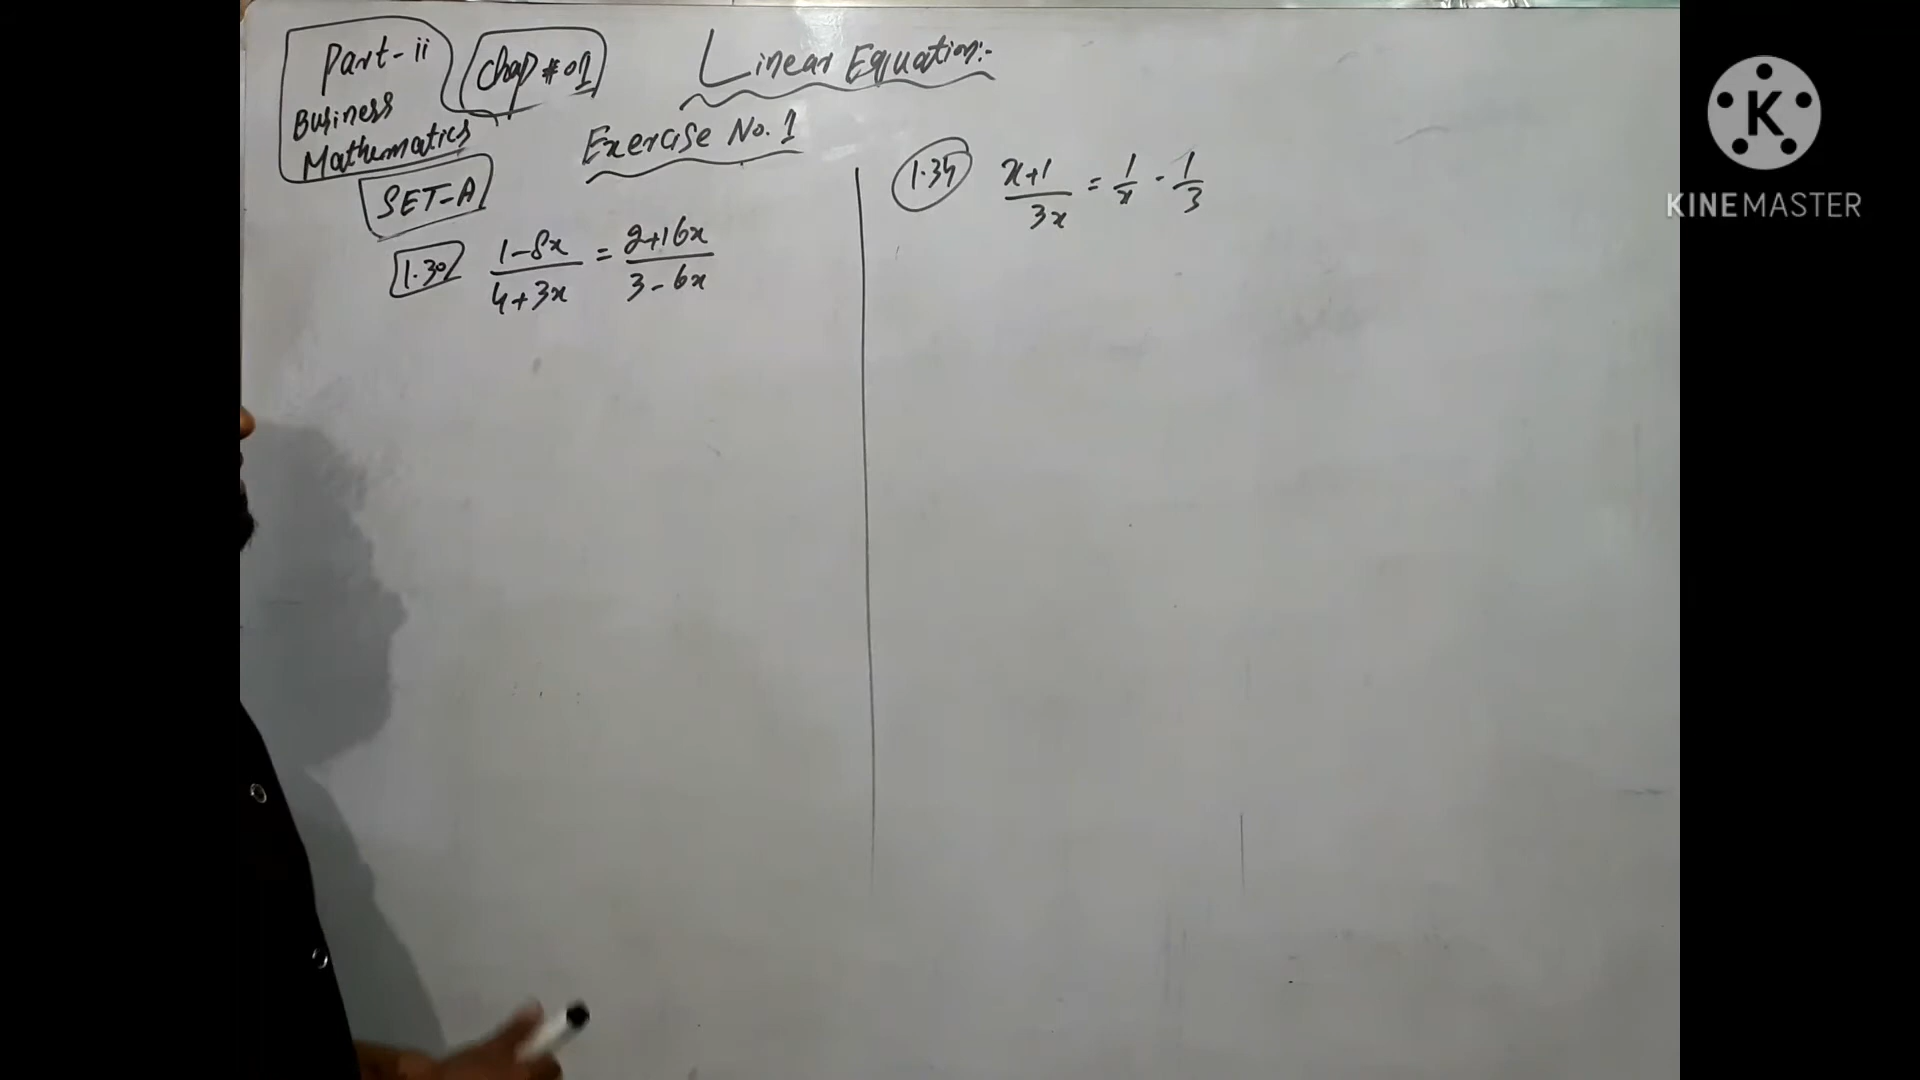 Part-ii
Business
Mathematics
Chap # 01
Linear Equation:-
Exercise No. 1
SET-A
1.30 (1-8x)/(4+3x) = (2+16x)/(3-6x)
1.34 (x+1)/(3x) = 1/x - 1/3
K
KINEMASTER